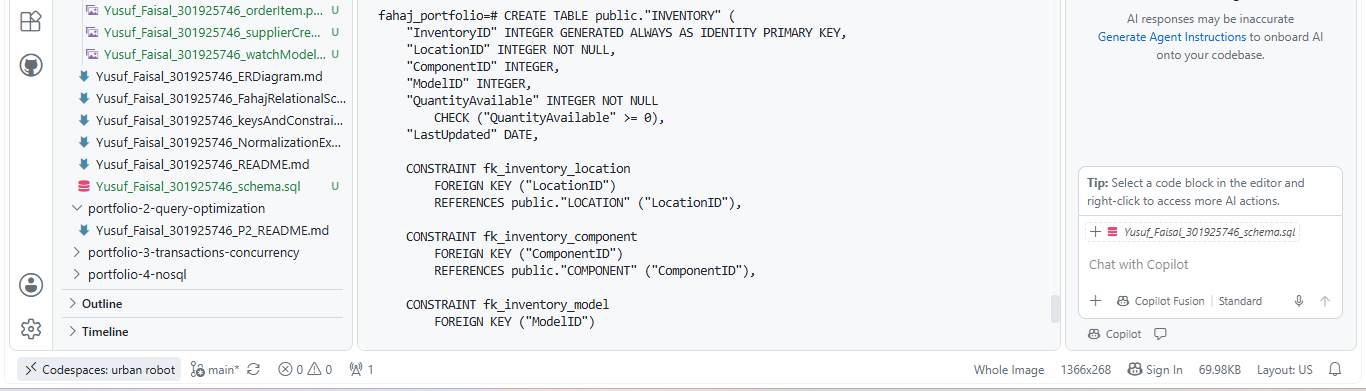 Yusuf_Faisal_301925746_orderItem.p... U
Yusuf_Faisal_301925746_supplierCre... U
Yusuf_Faisal_301925746_watchModel... U
Yusuf_Faisal_301925746_ERDiagram.md
Yusuf_Faisal_301925746_FahajRelationalSc...
Yusuf_Faisal_301925746_keysAndConstrai...
Yusuf_Faisal_301925746_NormalizationEx...
Yusuf_Faisal_301925746_README.md
Yusuf_Faisal_301925746_schema.sql U
portfolio-2-query-optimization
Yusuf_Faisal_301925746_P2_README.md
portfolio-3-transactions-concurrency
portfolio-4-nosql
Outline
Timeline
fahaj_portfolio=# CREATE TABLE public."INVENTORY" (
"InventoryID" INTEGER GENERATED ALWAYS AS IDENTITY PRIMARY KEY,
"LocationID" INTEGER NOT NULL,
"ComponentID" INTEGER,
"ModelID" INTEGER,
"QuantityAvailable" INTEGER NOT NULL
CHECK ("QuantityAvailable" >= 0),
"LastUpdated" DATE,
CONSTRAINT fk_inventory_location
FOREIGN KEY ("LocationID")
REFERENCES public."LOCATION" ("LocationID"),
CONSTRAINT fk_inventory_component
FOREIGN KEY ("ComponentID")
REFERENCES public."COMPONENT" ("ComponentID"),
CONSTRAINT fk_inventory_model
FOREIGN KEY ("ModelID")
AI responses may be inaccurate
Generate Agent Instructions to onboard AI
onto your codebase.
Tip: Select a code block in the editor and
right-click to access more AI actions.
Yusuf_Faisal_301925746_schema.sql
Chat with Copilot
Copilot Fusion Standard
Copilot
Codespaces: urban robot main* 0 0 1 Whole Image 1366x268 Sign In 69.98KB Layout: US